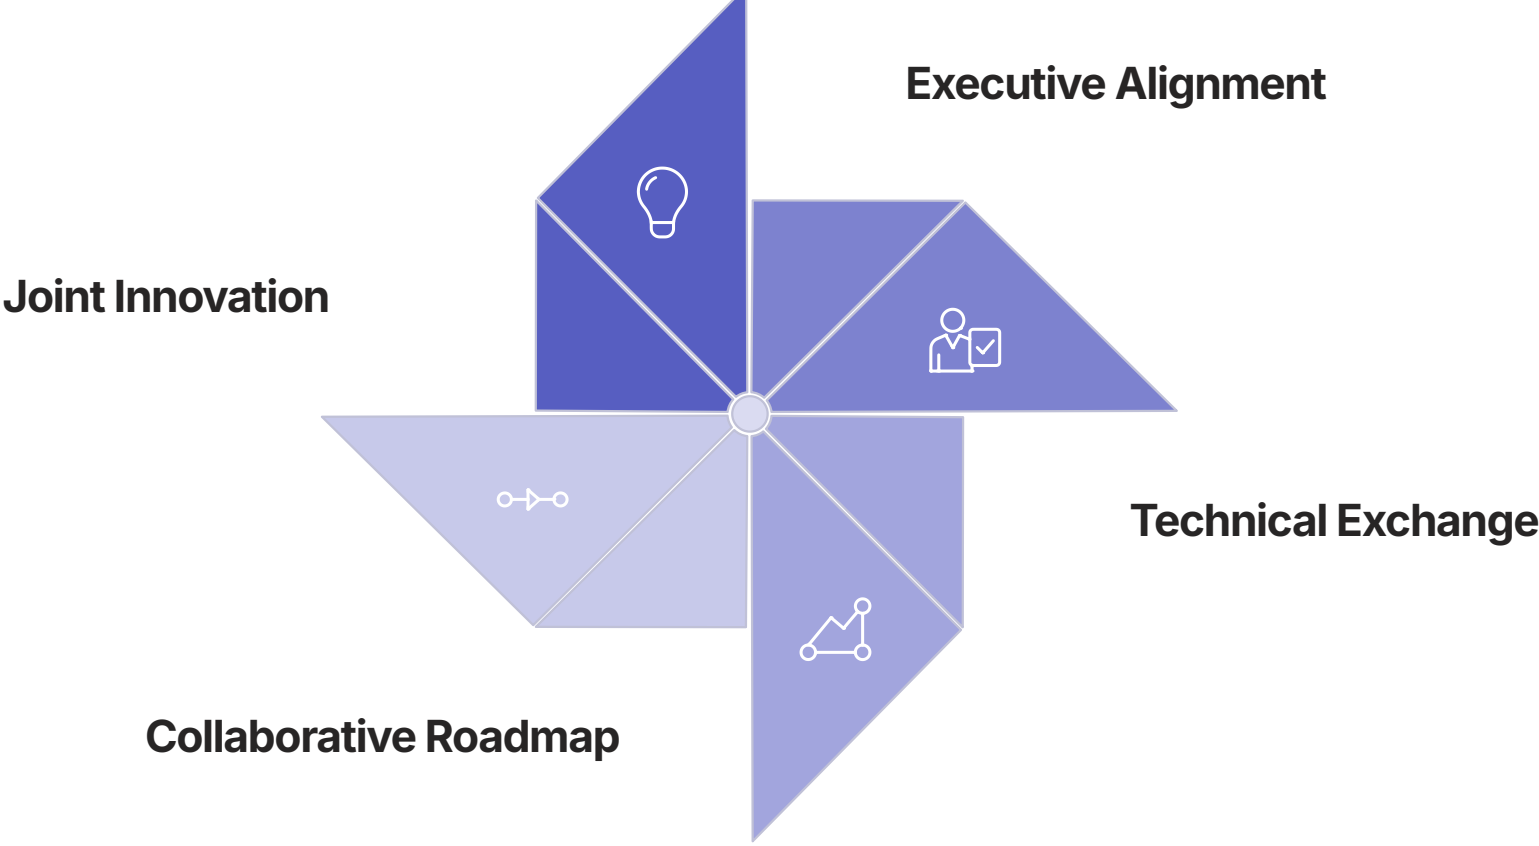 Executive Alignment
Joint Innovation
Technical Exchange
Collaborative Roadmap